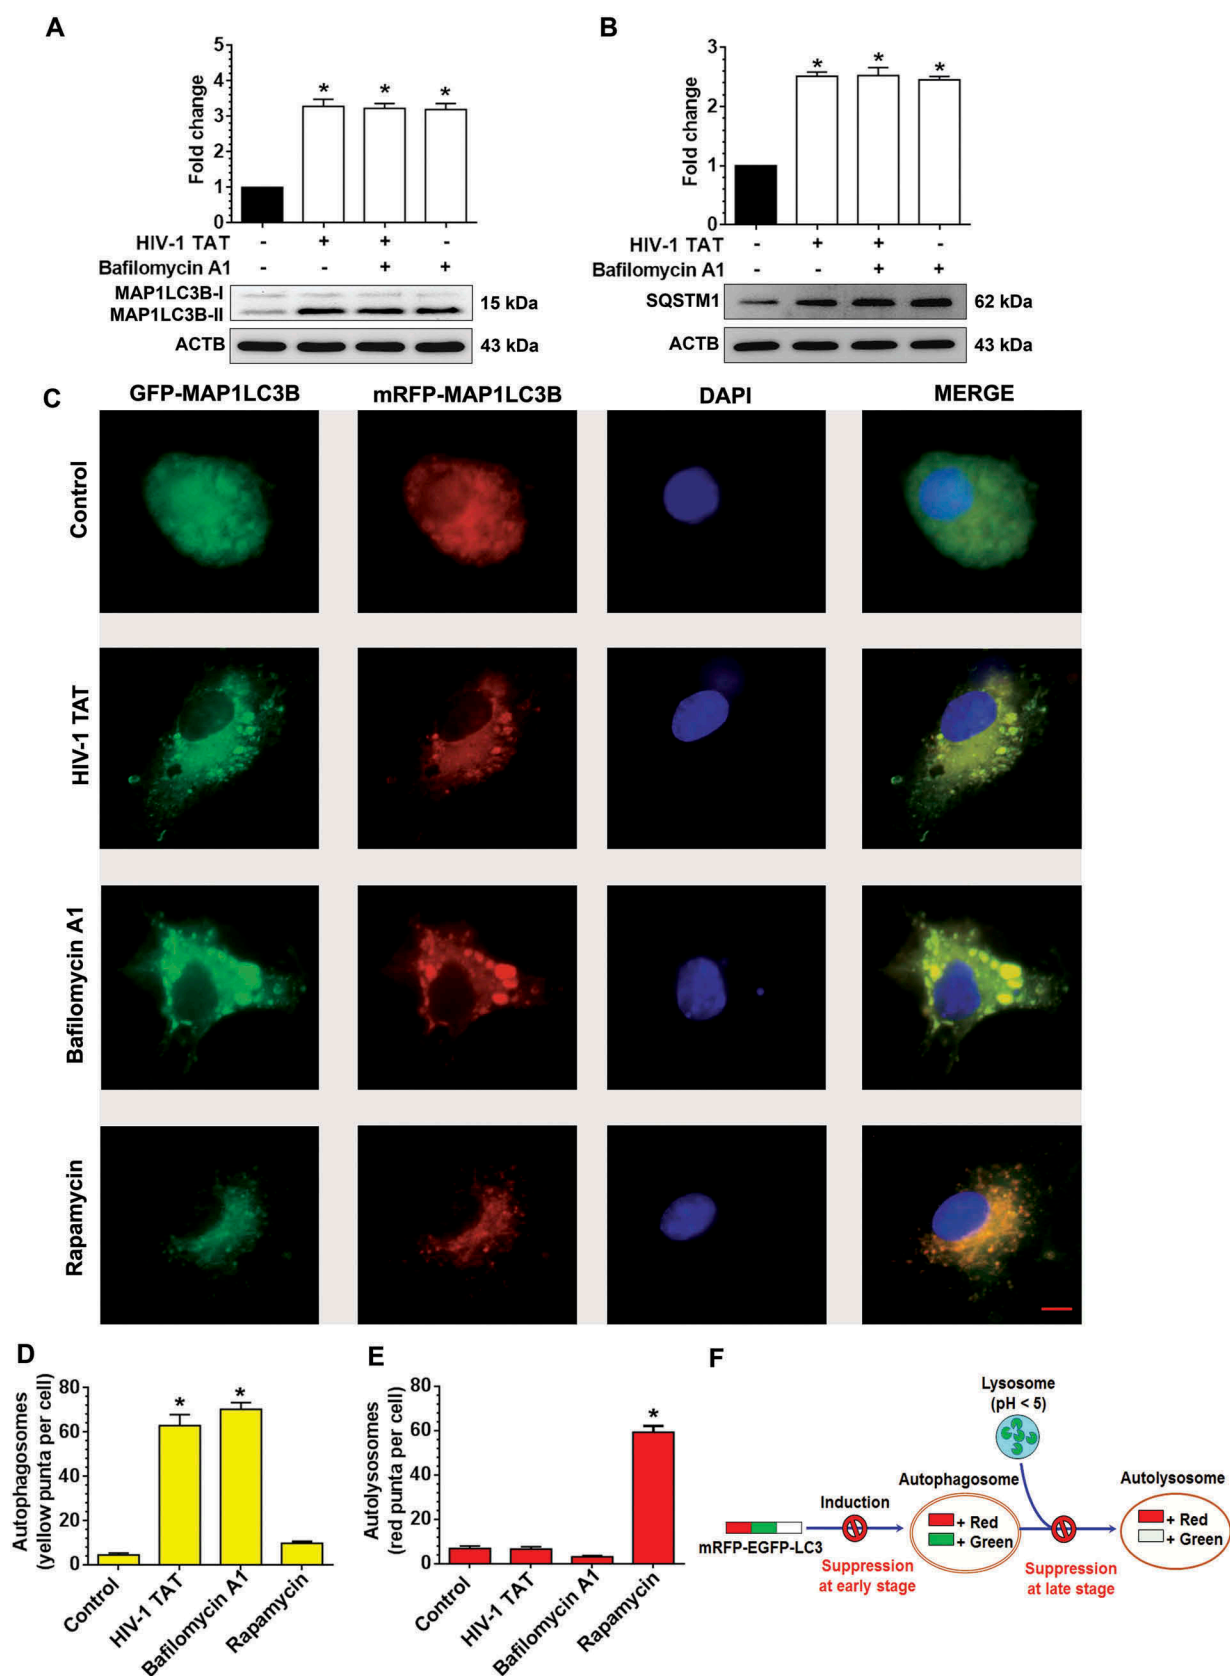 A
Fold change
5
4
3
2
1
0
*
*
*
HIV-1 TAT - + + -
Bafilomycin A1 - - + +
MAP1LC3B-I
MAP1LC3B-II
15 kDa
ACTB
43 kDa
B
Fold change
3
2
1
0
*
*
*
HIV-1 TAT - + + -
Bafilomycin A1 - - + +
SQSTM1
62 kDa
ACTB
43 kDa
C
GFP-MAP1LC3B
mRFP-MAP1LC3B
DAPI
MERGE
Control
HIV-1 TAT
Bafilomycin A1
Rapamycin
D
Autophagosomes
(yellow punta per cell)
80
60
40
20
0
*
*
Control
HIV-1 TAT
Bafilomycin A1
Rapamycin
E
Autolysosomes
(red punta per cell)
80
60
40
20
0
*
Control
HIV-1 TAT
Bafilomycin A1
Rapamycin
F
Lysosome
(pH < 5)
Autophagosome
Autolysosome
Induction
+ Red
+ Green
+ Red
+ Green
mRFP-EGFP-LC3
Suppression
at early stage
Suppression
at late stage